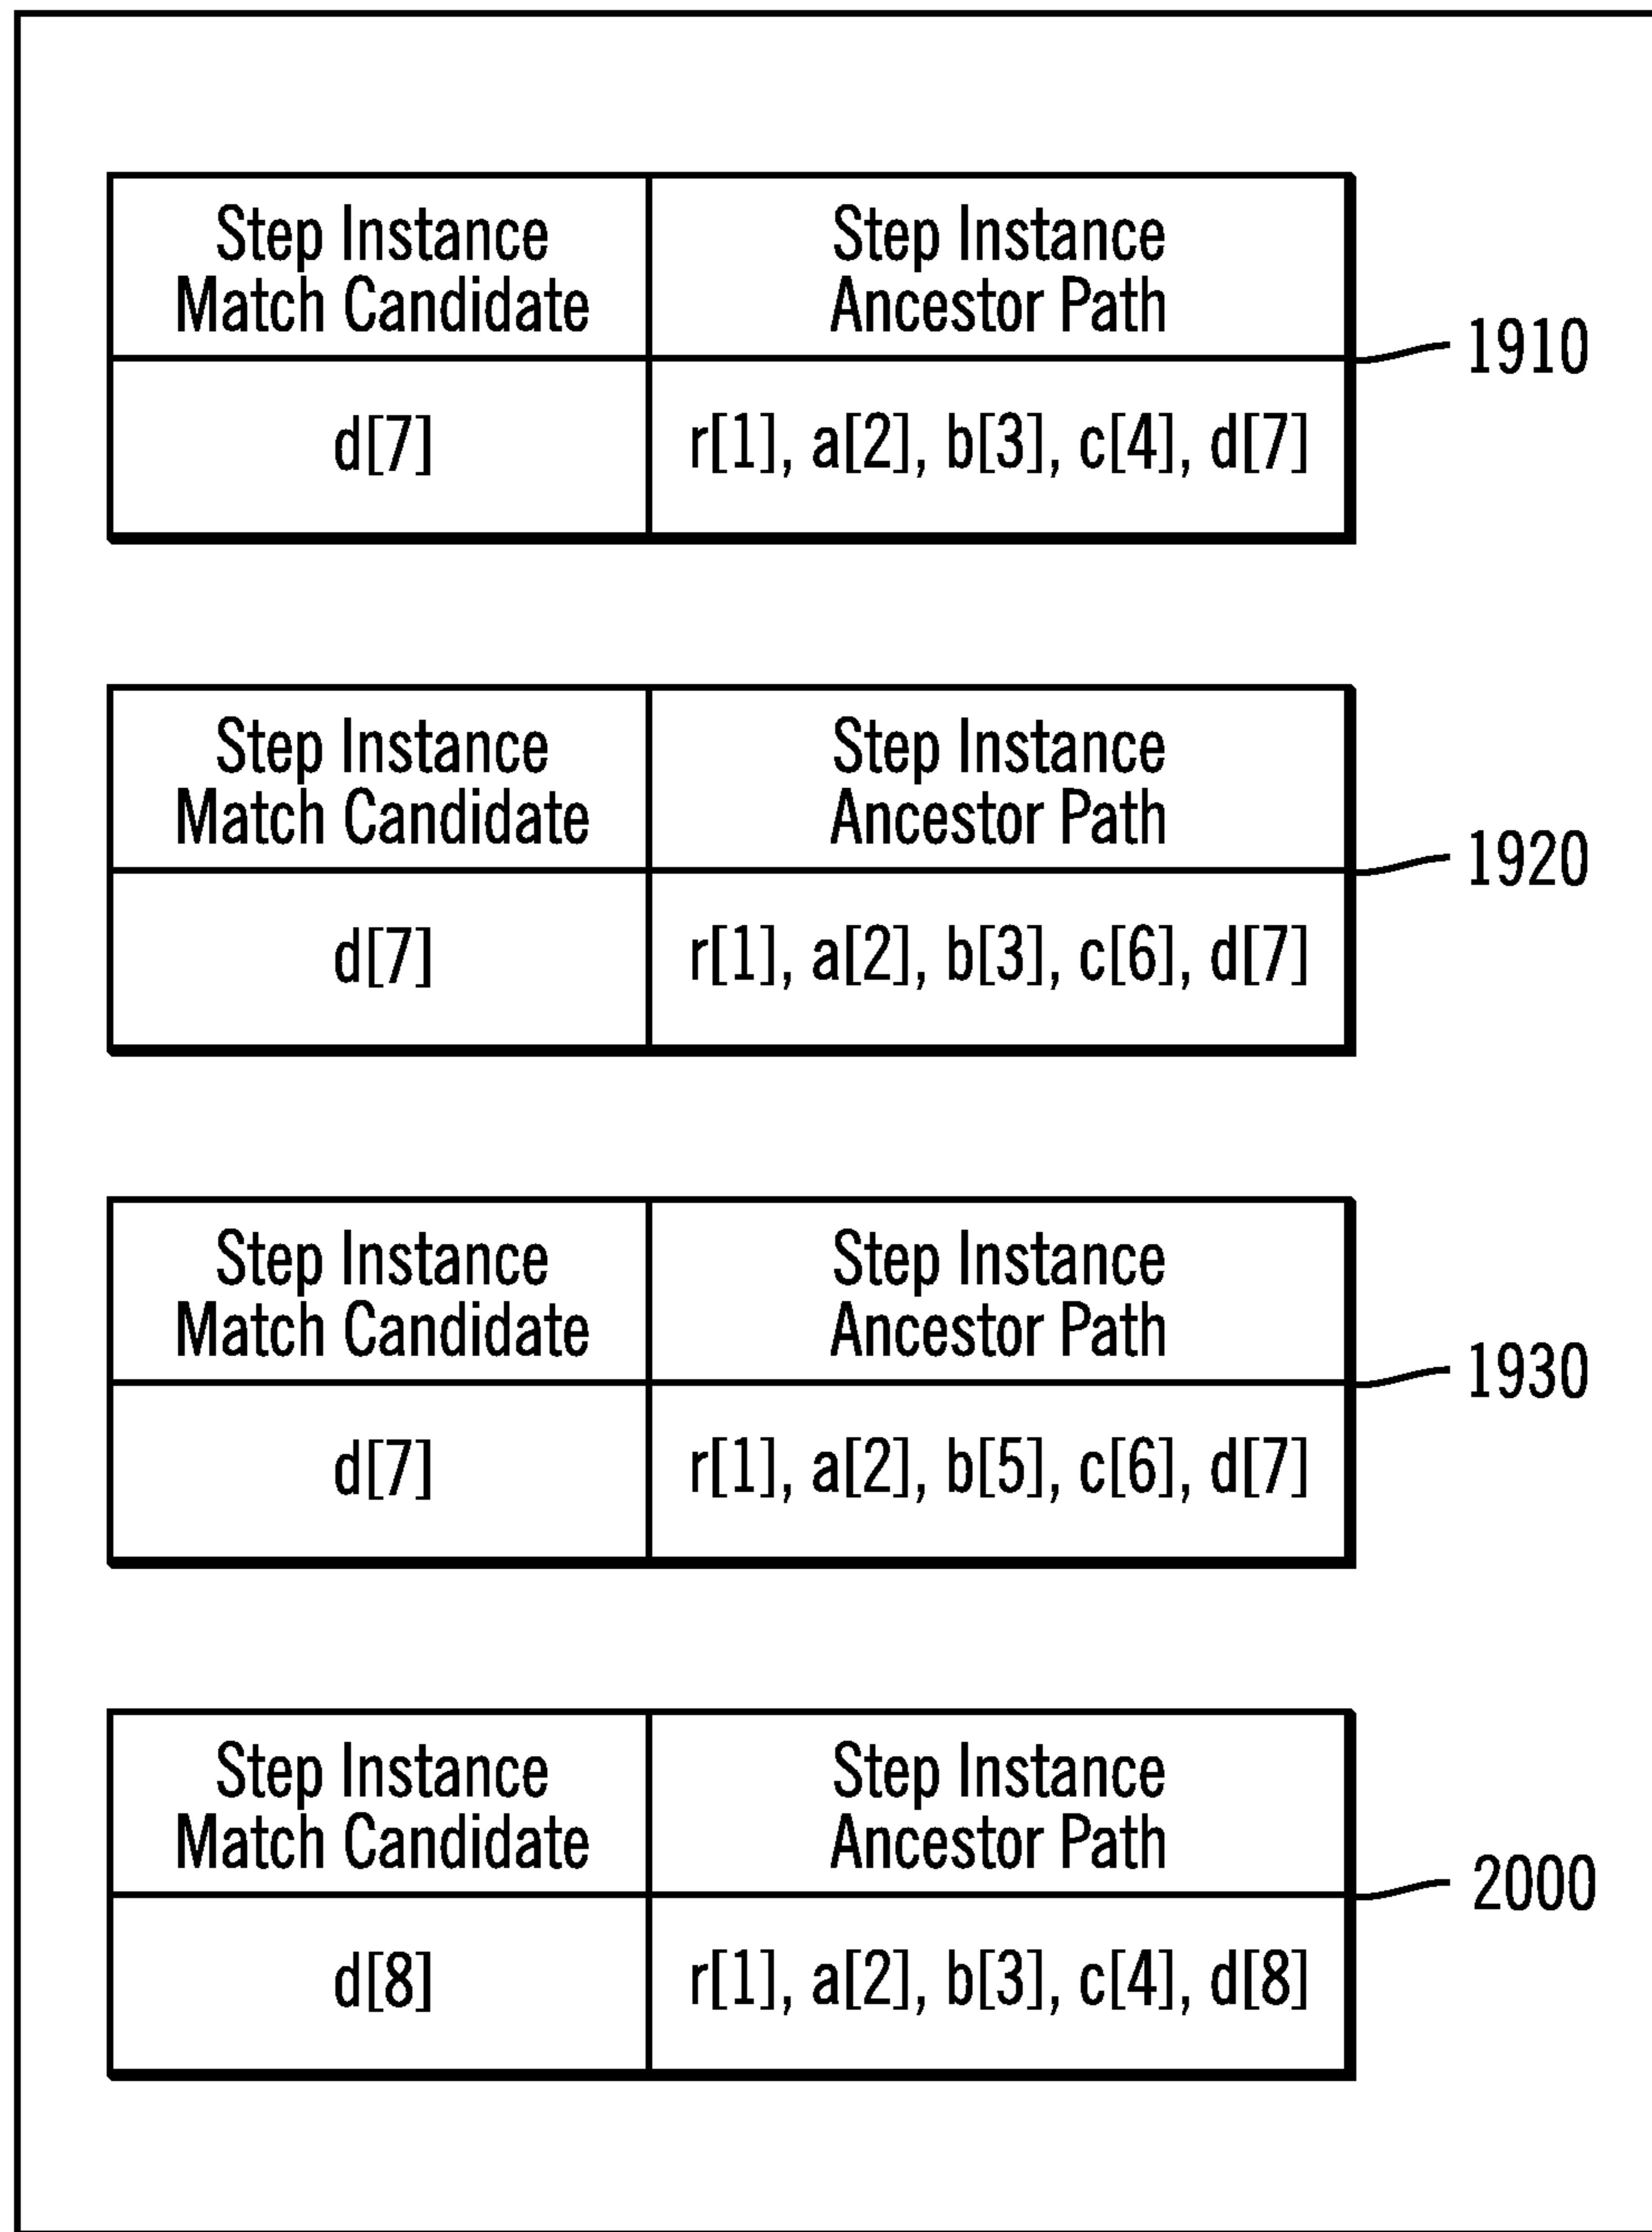 Step Instance
Match Candidate
Step Instance
Ancestor Path
1910
d[7]
r[1], a[2], b[3], c[4], d[7]
Step Instance
Match Candidate
Step Instance
Ancestor Path
1920
d[7]
r[1], a[2], b[3], c[6], d[7]
Step Instance
Match Candidate
Step Instance
Ancestor Path
1930
d[7]
r[1], a[2], b[5], c[6], d[7]
Step Instance
Match Candidate
Step Instance
Ancestor Path
2000
d[8]
r[1], a[2], b[3], c[4], d[8]